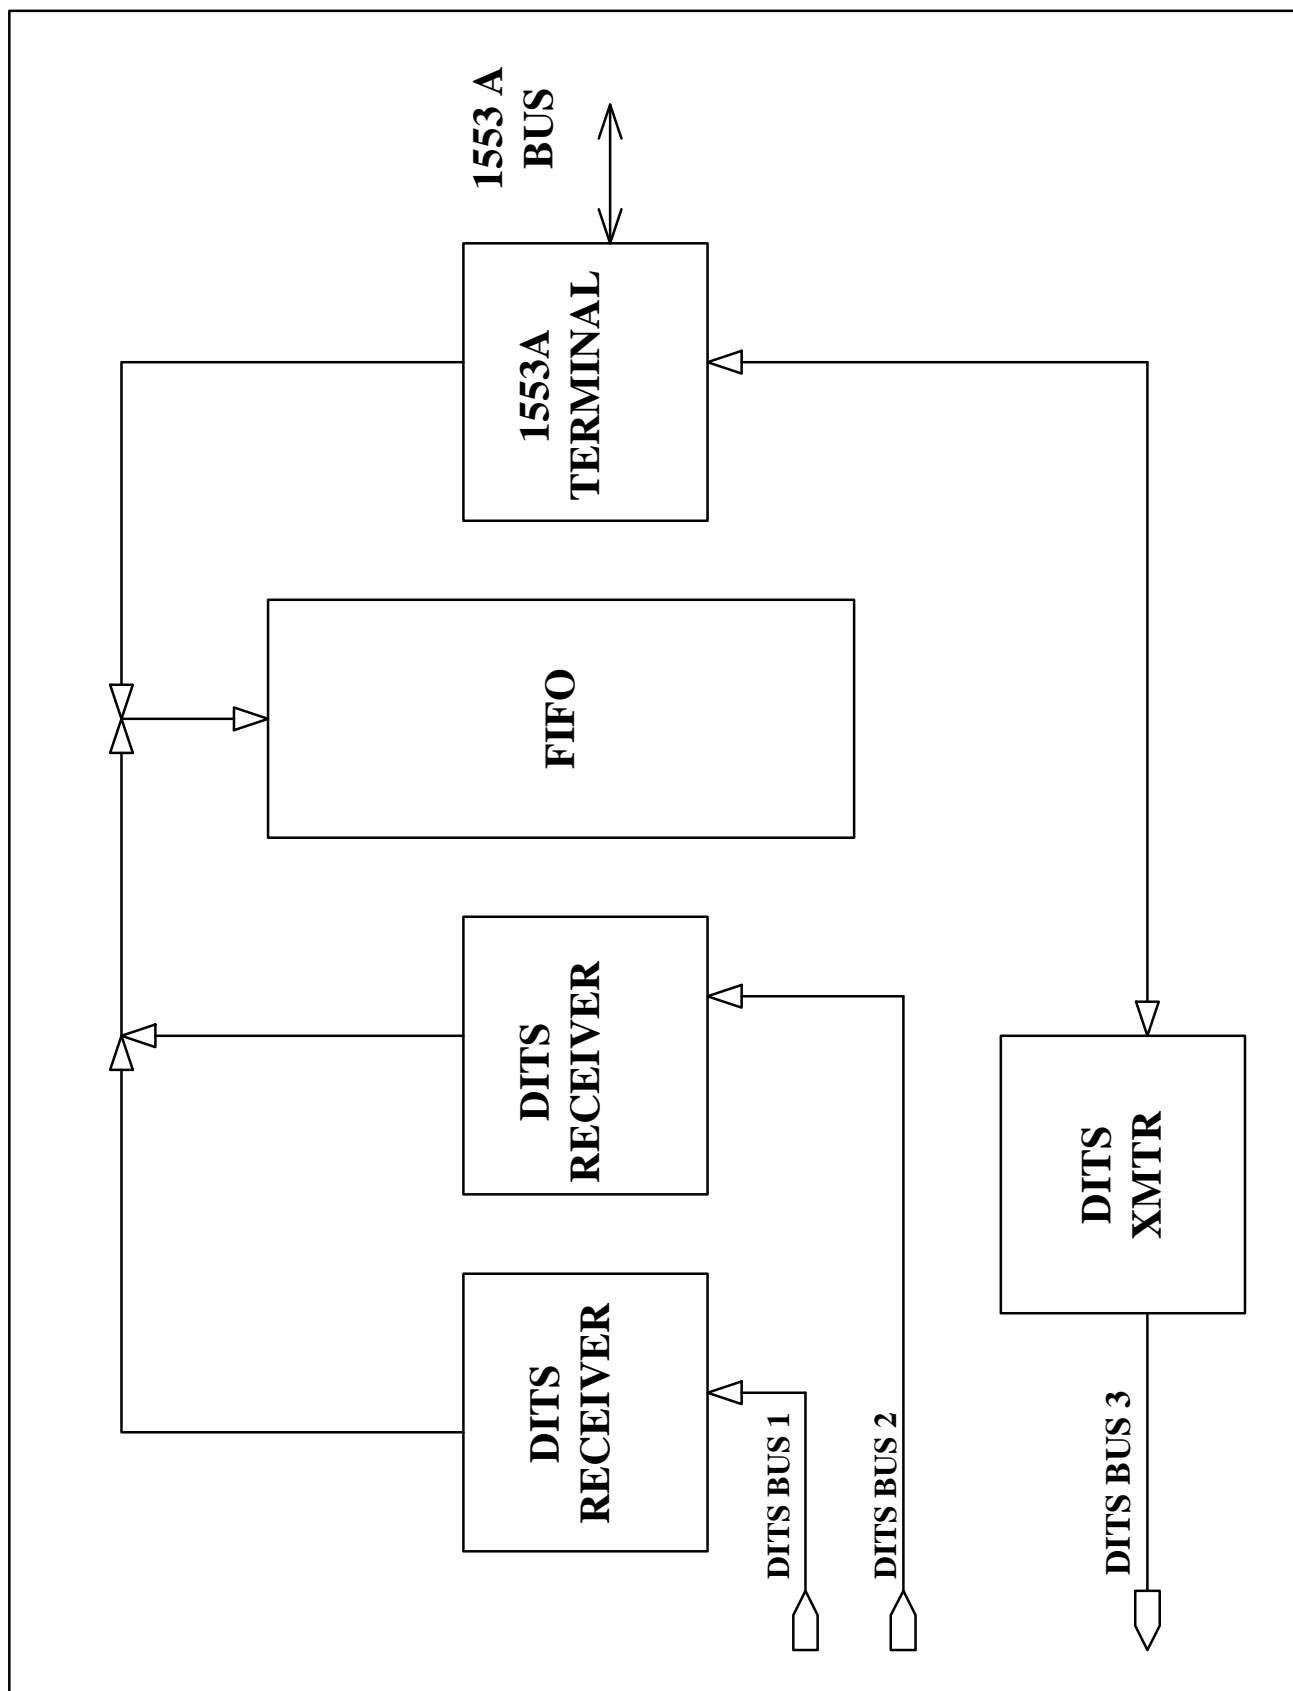 DITS
RECEIVER
DITS
RECEIVER
FIFO
1553A
TERMINAL
1553 A
BUS
DITS BUS 1
DITS BUS 2
DITS BUS 3
DITS
XMTR